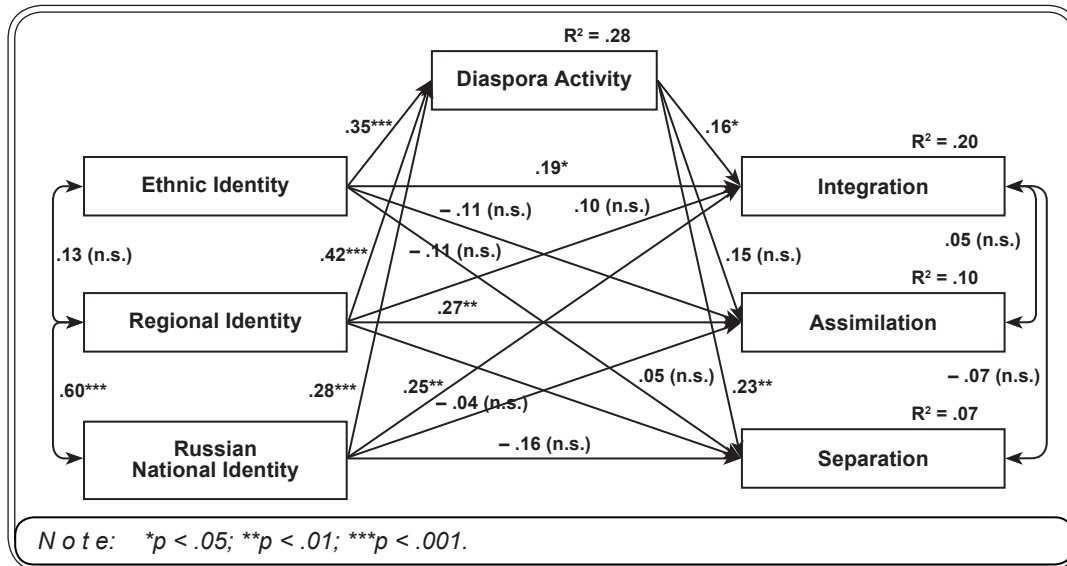 R² = .28
Diaspora Activity
.35***
.16*
R² = .20
Ethnic Identity
.19*
Integration
– .11 (n.s.)
.10 (n.s.)
.13 (n.s.)
.42***
– .11 (n.s.)
.15 (n.s.)
.05 (n.s.)
R² = .10
Regional Identity
.27**
Assimilation
.60***
.28***
.25**
– .04 (n.s.)
.05 (n.s.)
.23**
– .07 (n.s.)
R² = .07
Russian
National Identity
– .16 (n.s.)
Separation
Note: *p < .05; **p < .01; ***p < .001.